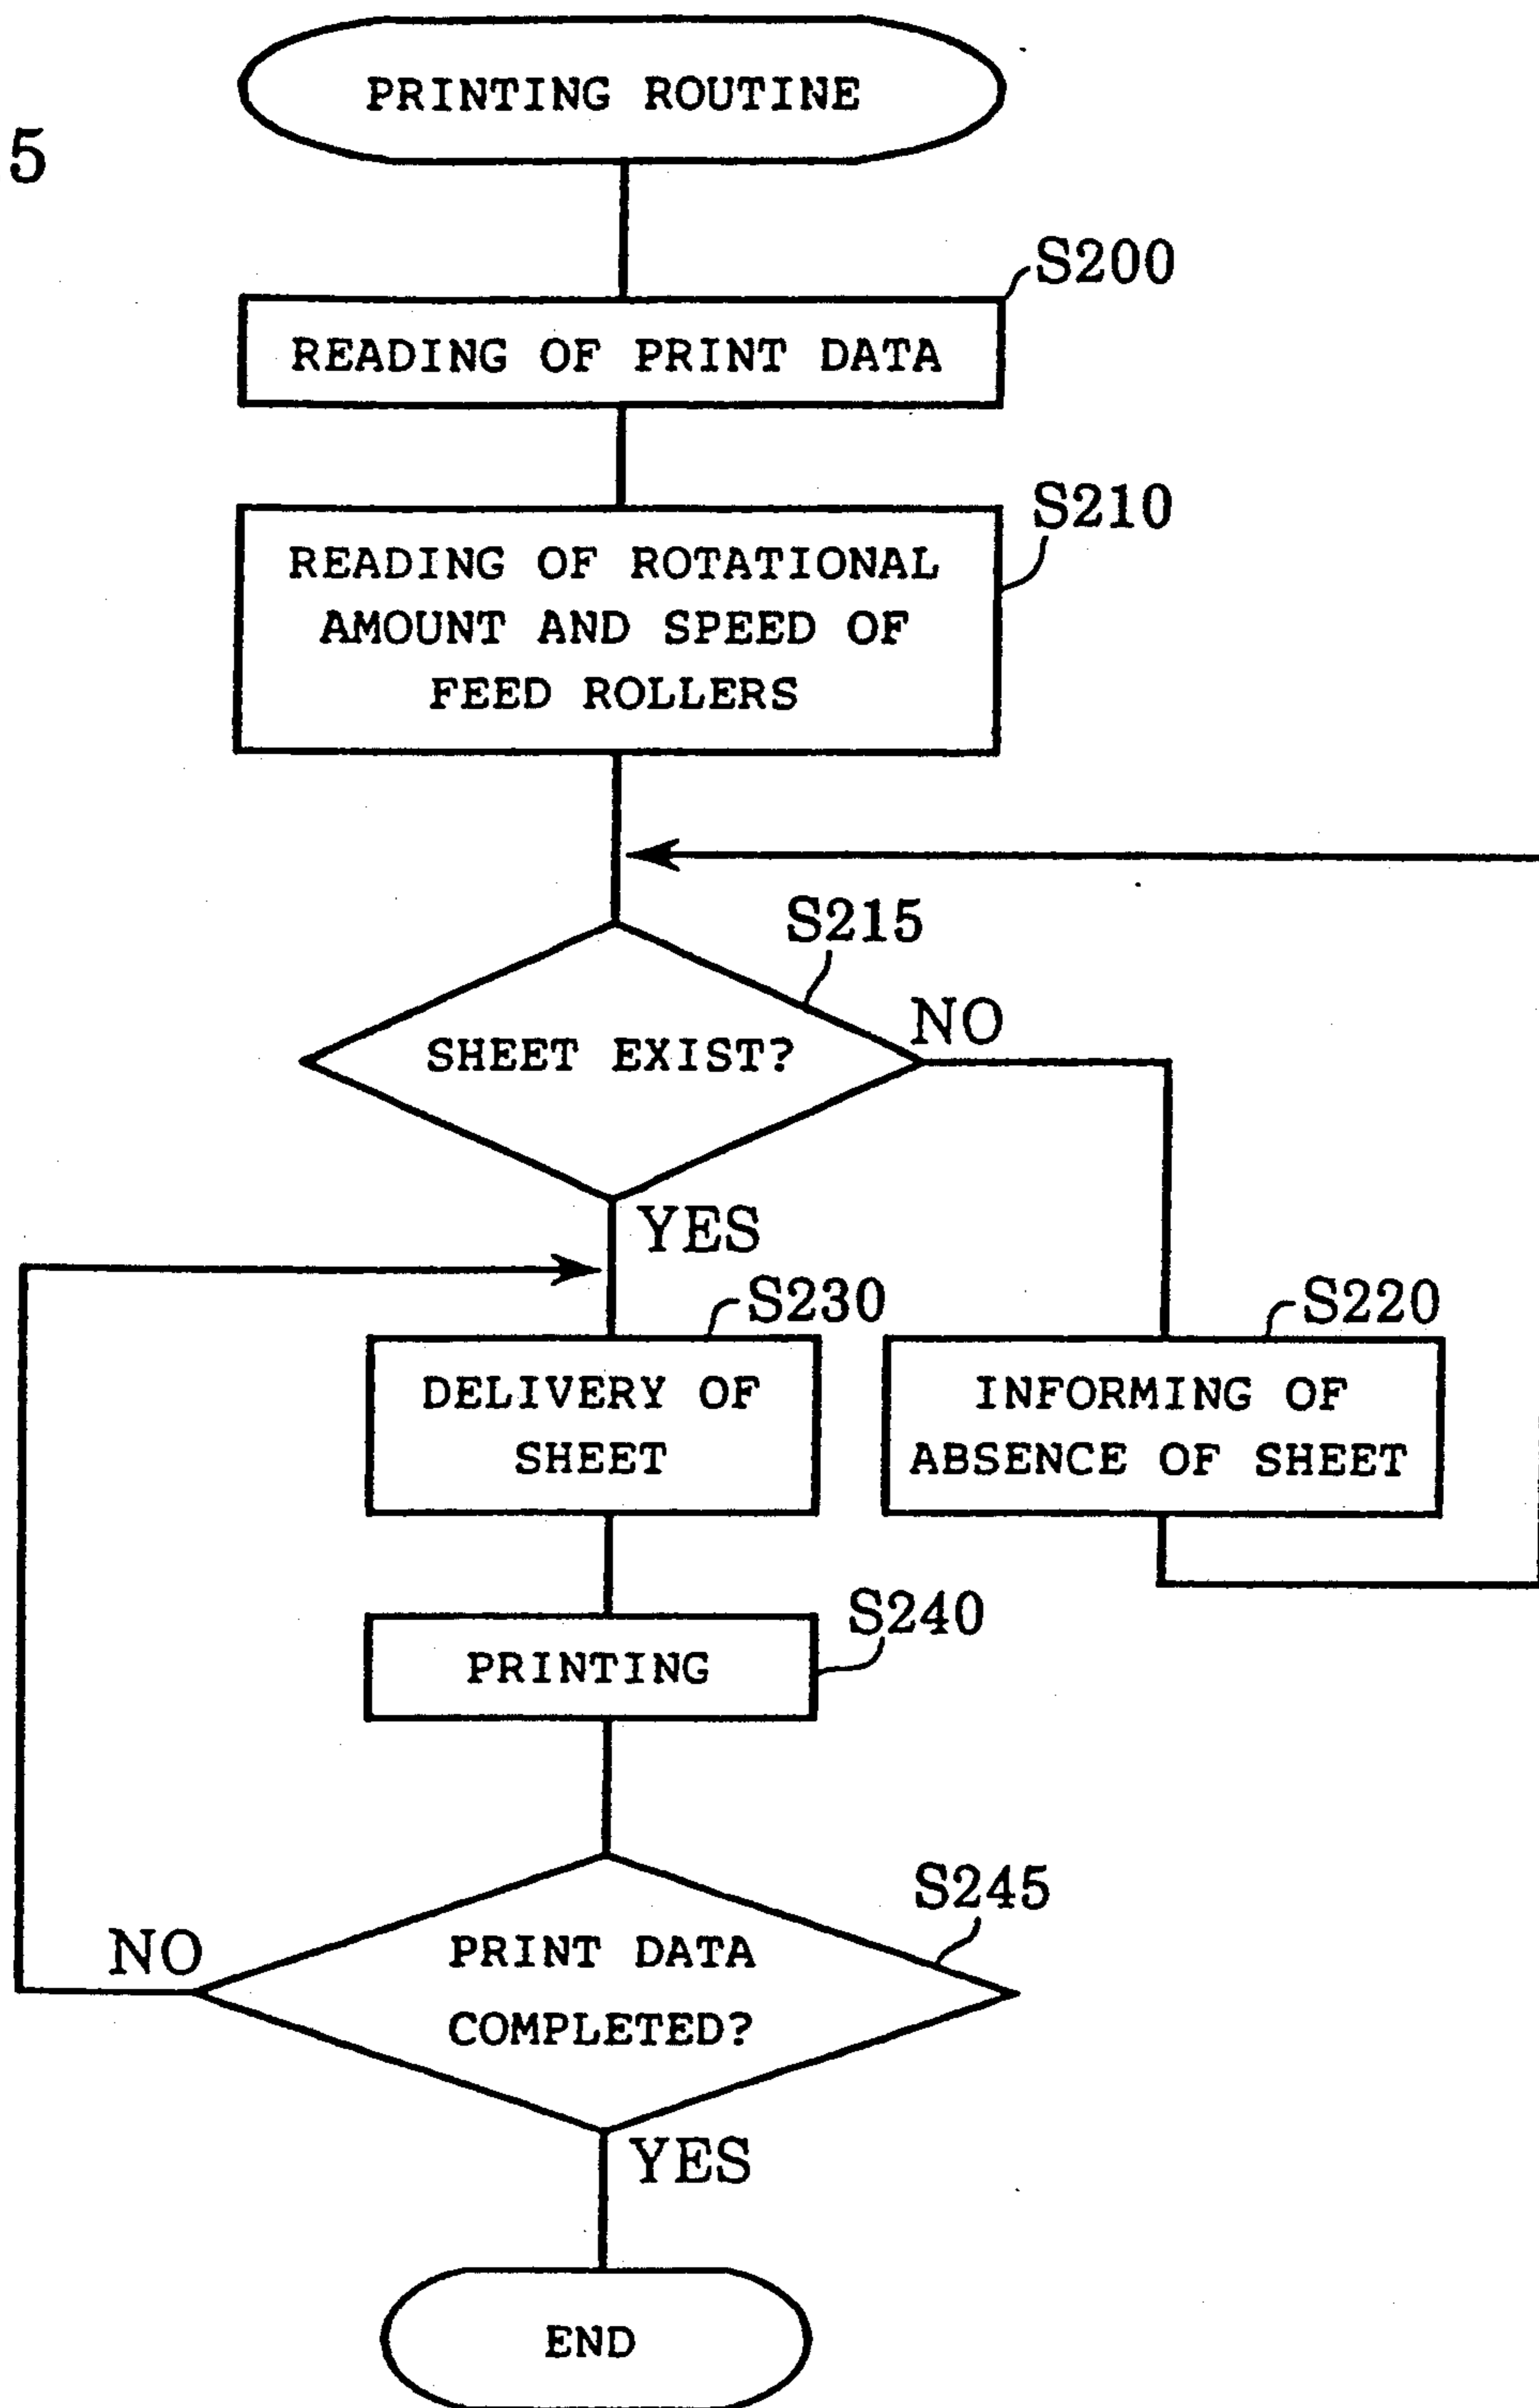 PRINTING ROUTINE
5
S200
READING OF PRINT DATA
S210
READING OF ROTATIONAL
AMOUNT AND SPEED OF
FEED ROLLERS
S215
NO
SHEET EXIST?
YES
S230
S220
DELIVERY OF
SHEET
INFORMING OF
ABSENCE OF SHEET
S240
PRINTING
S245
NO
PRINT DATA
COMPLETED?
YES
END